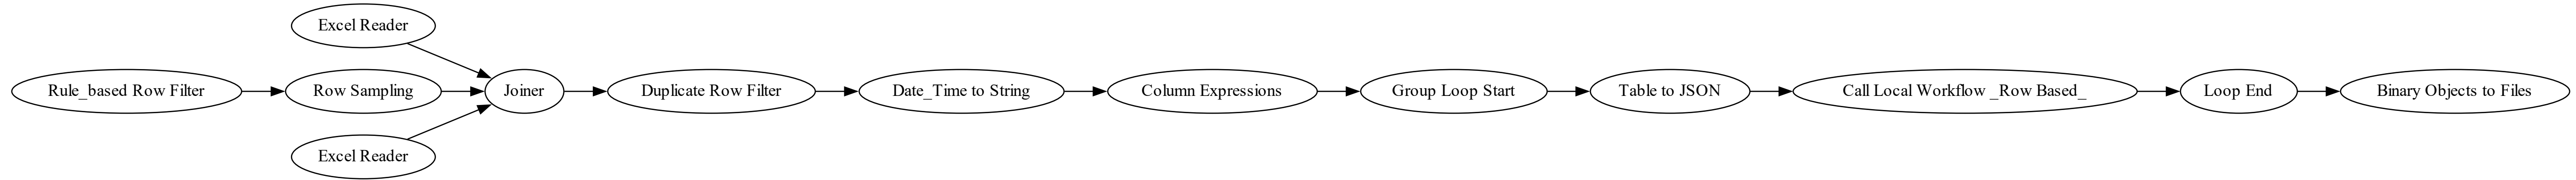 Excel Reader
Rule_based Row Filter
Row Sampling
Joiner
Duplicate Row Filter
Date_Time to String
Column Expressions
Group Loop Start
Table to JSON
Call Local Workflow _Row Based_
Loop End
Binary Objects to Files
Excel Reader